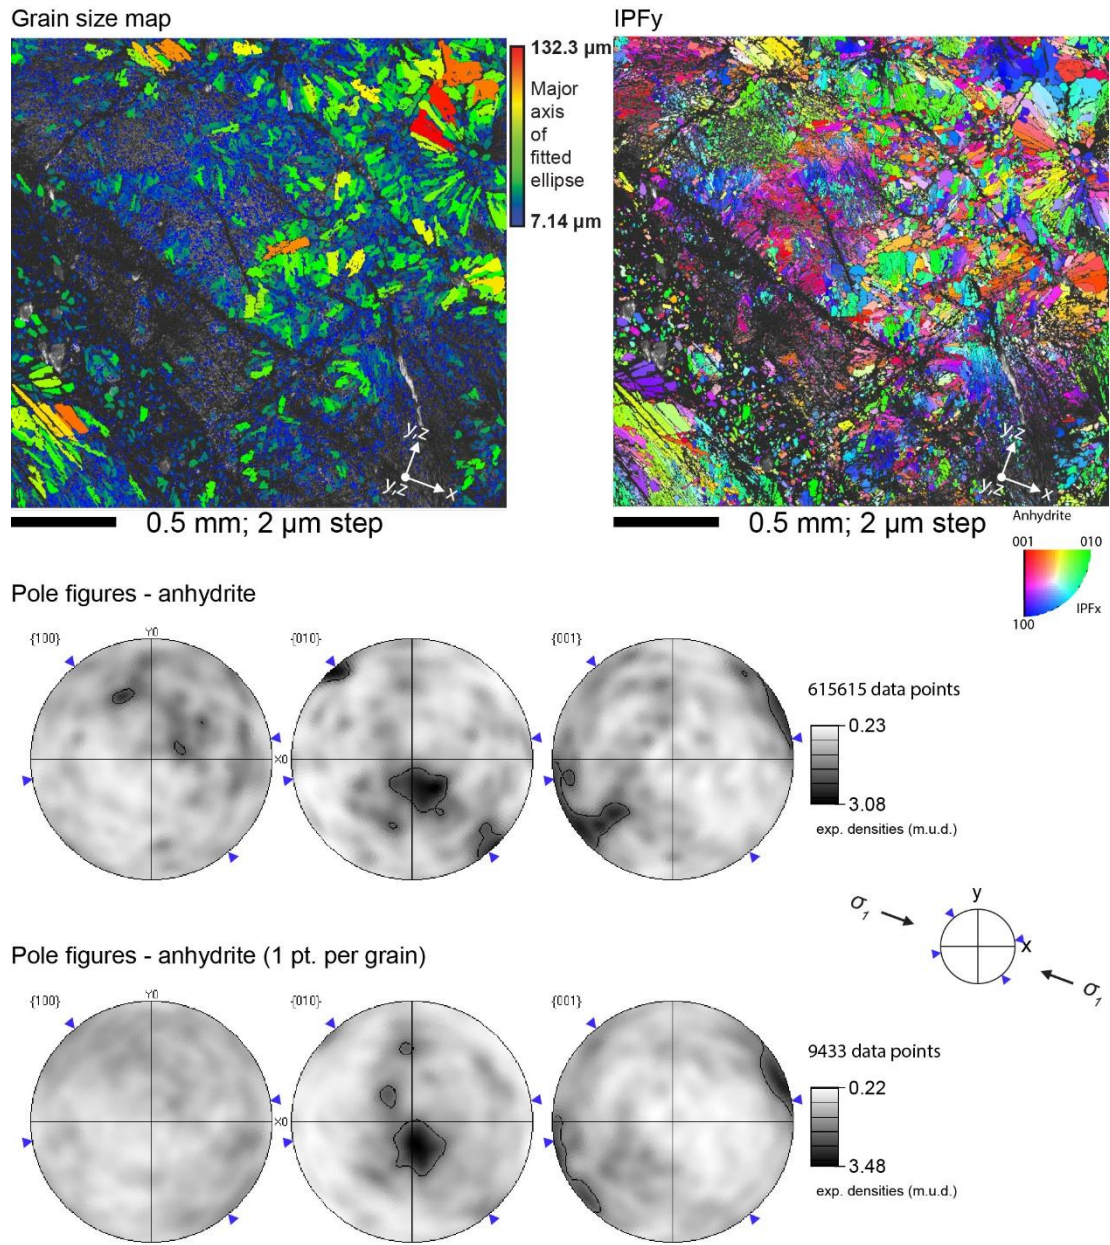 Grain size map
IPFy
132.3 µm
Major
axis
of
fitted
ellipse
7.14 µm
y,z
y,z
x
y,z
y,z
x
0.5 mm; 2 µm step
0.5 mm; 2 µm step
Anhydrite
001
010
IPFx
100
Pole figures - anhydrite
{100}
Y0
{010}
{001}
X0
615615 data points
0.23
3.08
exp. densities (m.u.d.)
σ1
y
x
σ1
Pole figures - anhydrite (1 pt. per grain)
{100}
Y0
{010}
{001}
X0
9433 data points
0.22
3.48
exp. densities (m.u.d.)